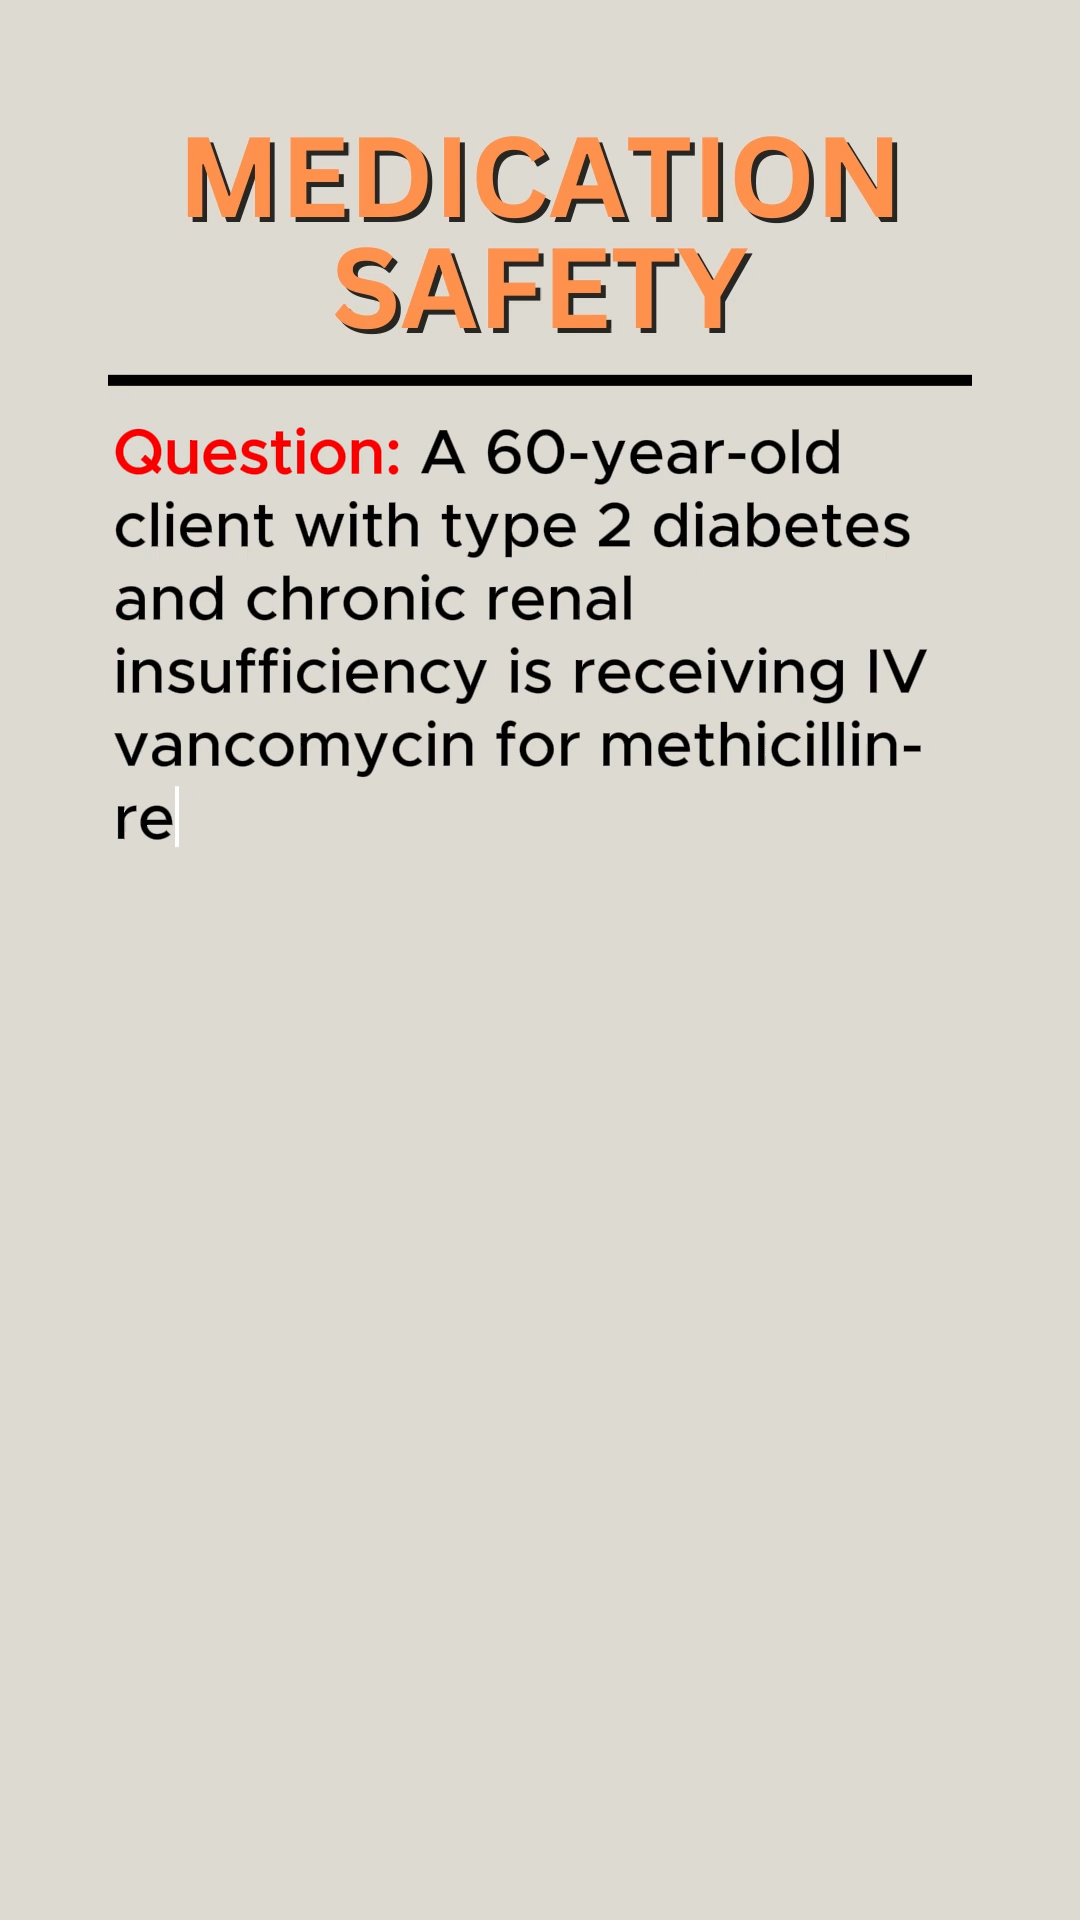 MEDICATION
SAFETY
Question: A 60-year-old
client with type 2 diabetes
and chronic renal
insufficiency is receiving IV
vancomycin for methicillin-
re